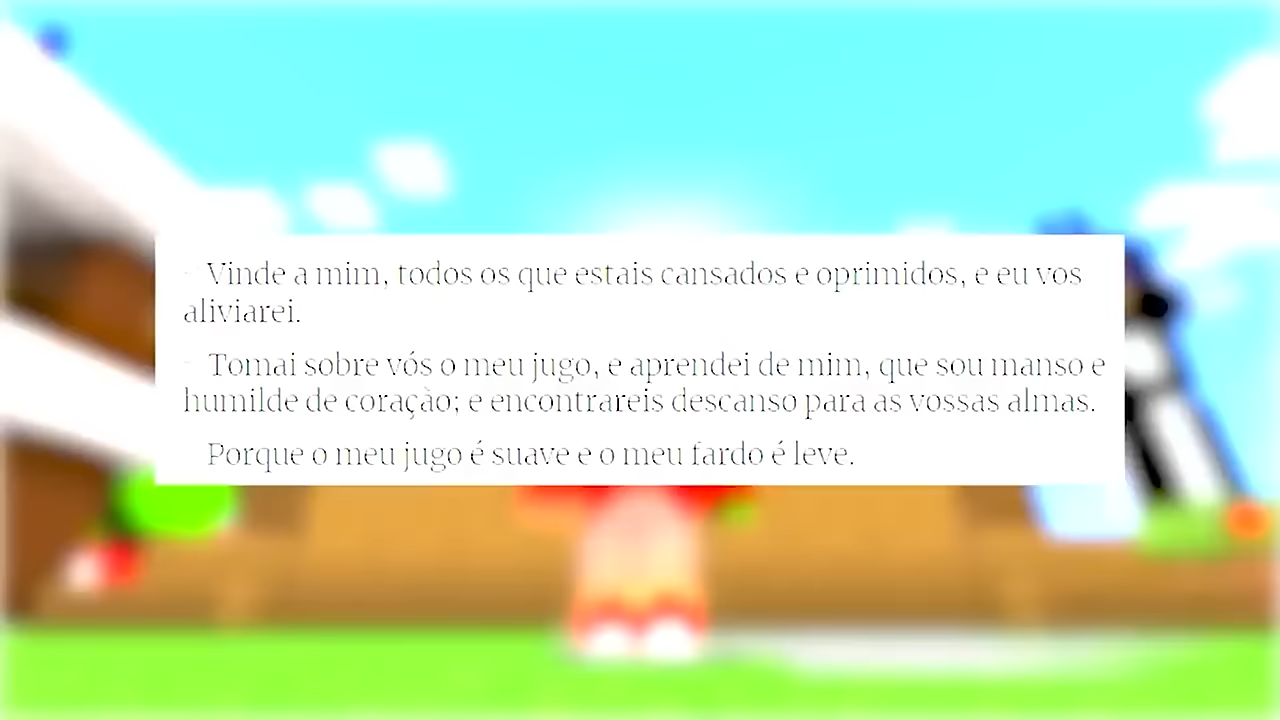 Vinde a mim, todos os que estais cansados e oprimidos, e eu vos
aliviarei.
Tomai sobre vós o meu jugo, e aprendei de mim, que sou manso e
humilde de coração; e encontrareis descanso para as vossas almas.
Porque o meu jugo é suave e o meu fardo é leve.